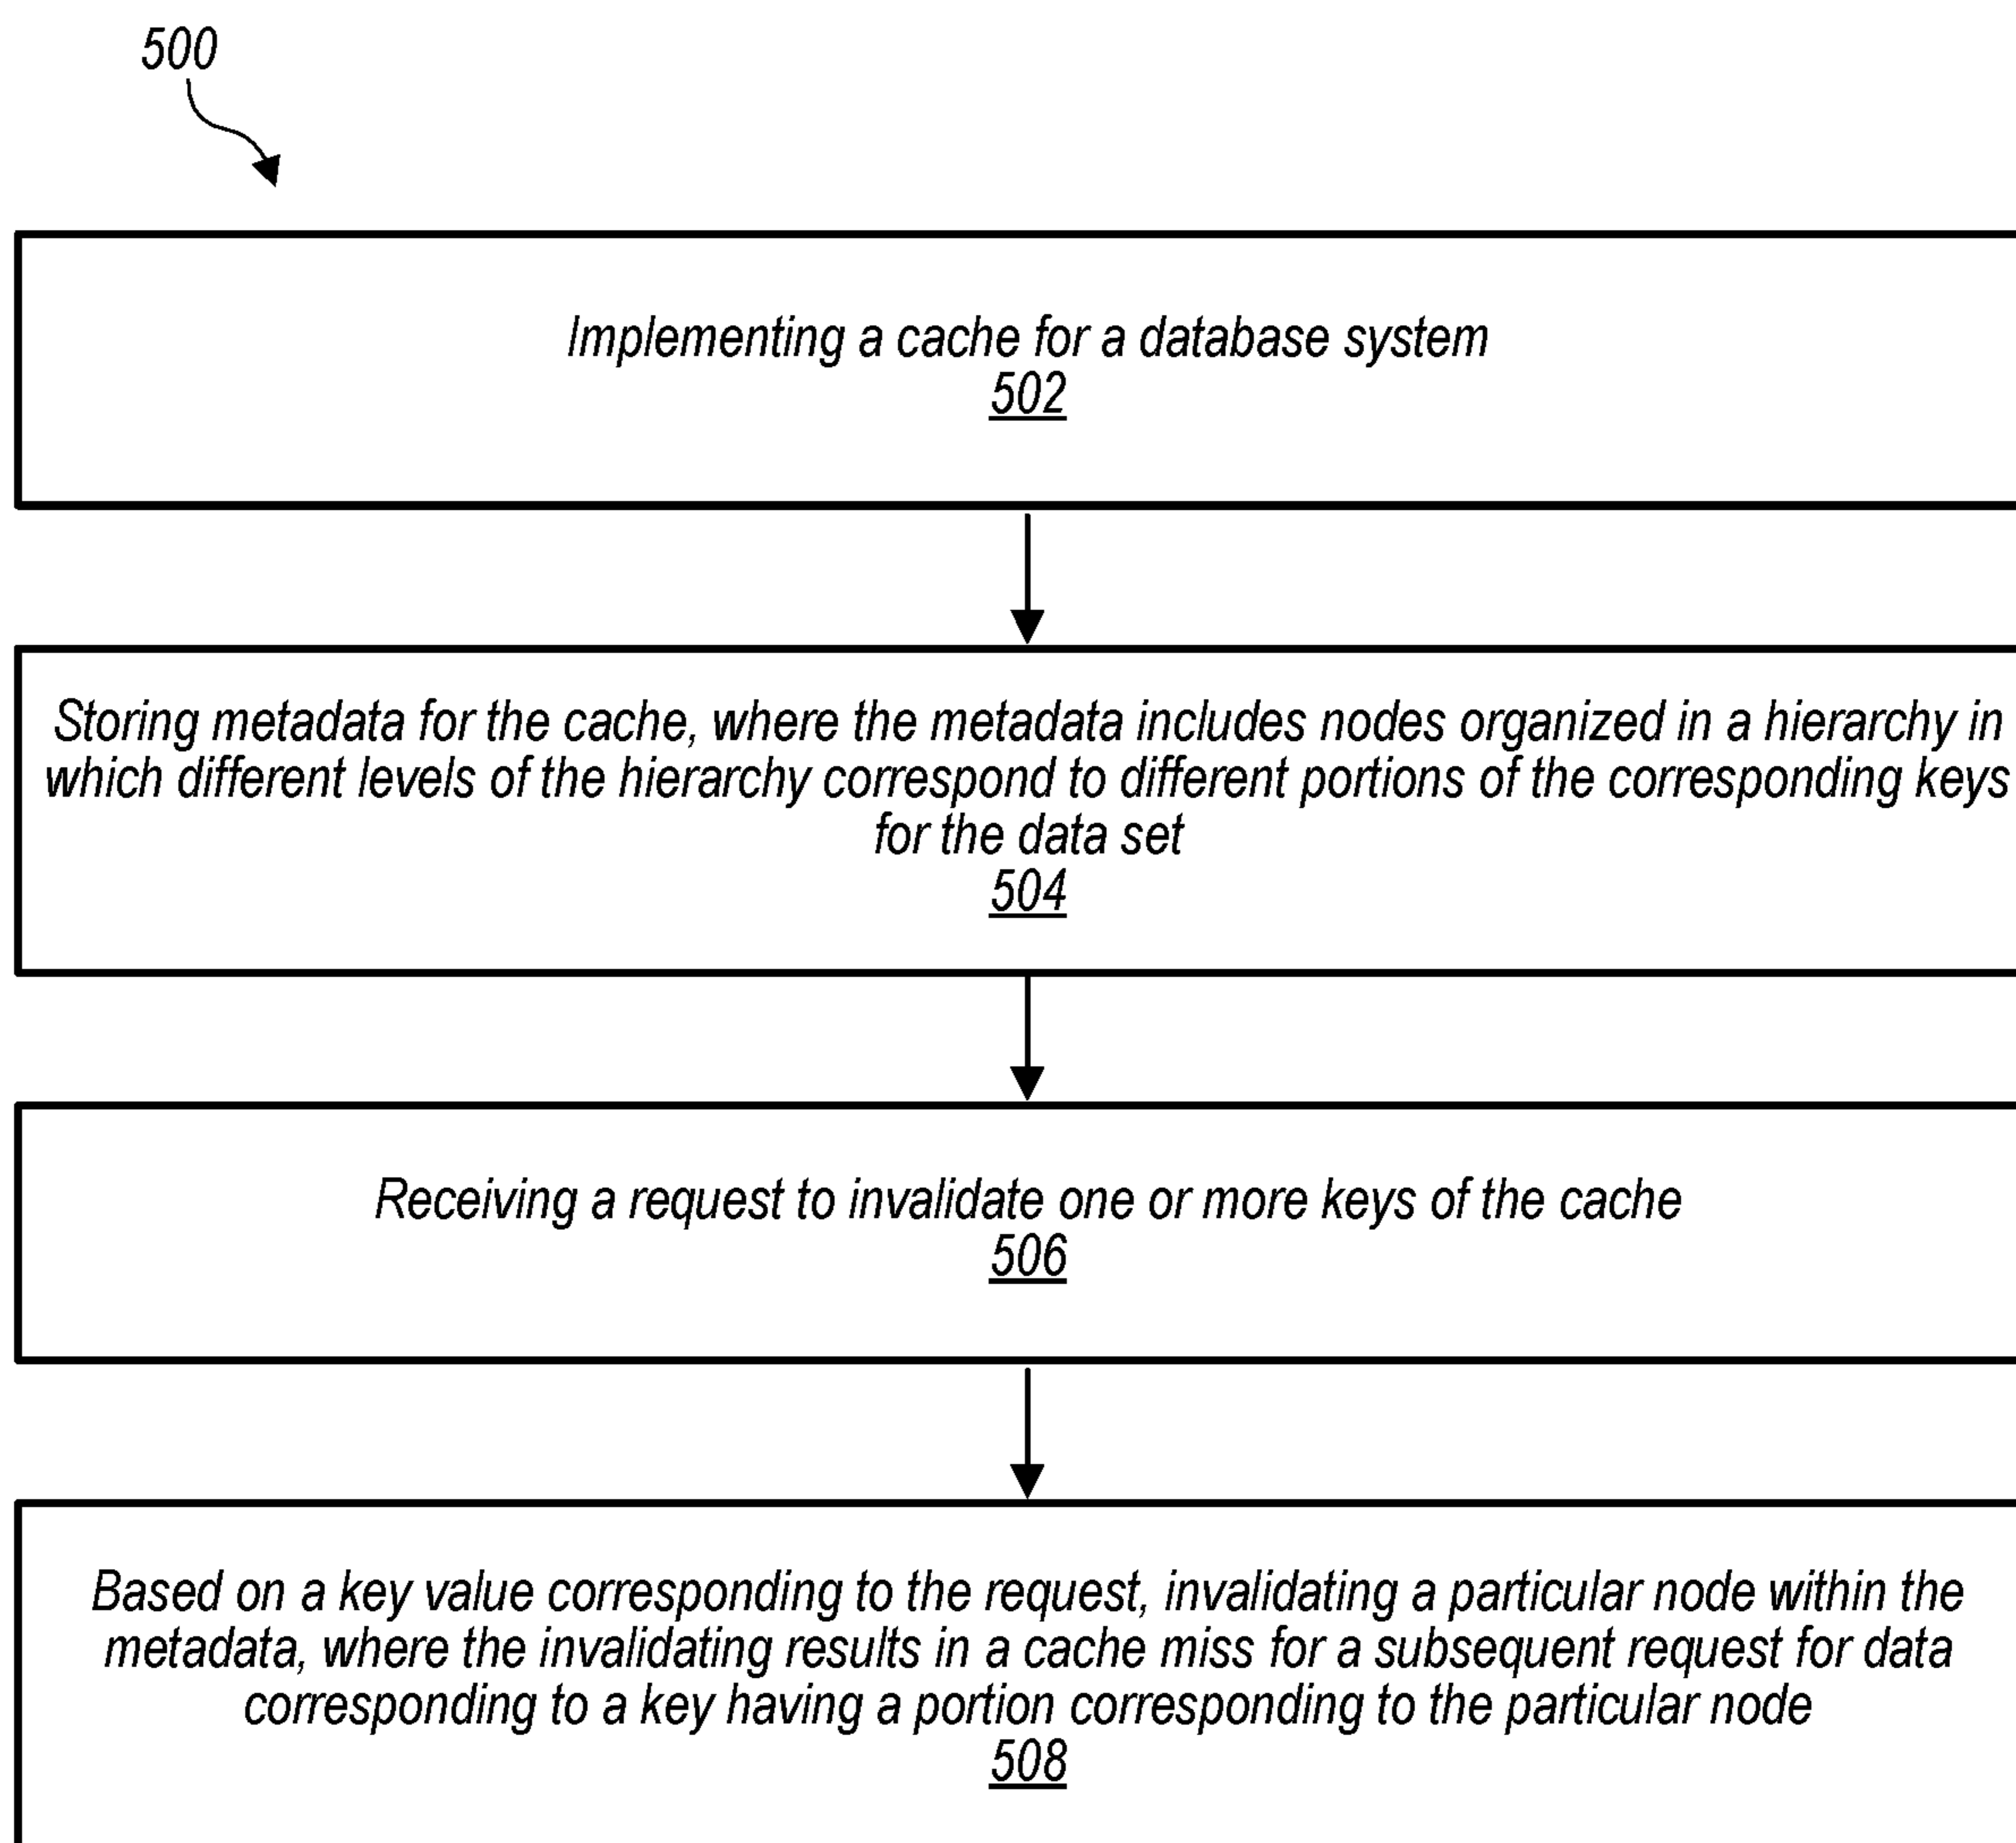 500
Implementing a cache for a database system
502
Storing metadata for the cache, where the metadata includes nodes organized in a hierarchy in
which different levels of the hierarchy correspond to different portions of the corresponding keys
for the data set
504
Receiving a request to invalidate one or more keys of the cache
506
Based on a key value corresponding to the request, invalidating a particular node within the
metadata, where the invalidating results in a cache miss for a subsequent request for data
corresponding to a key having a portion corresponding to the particular node
508